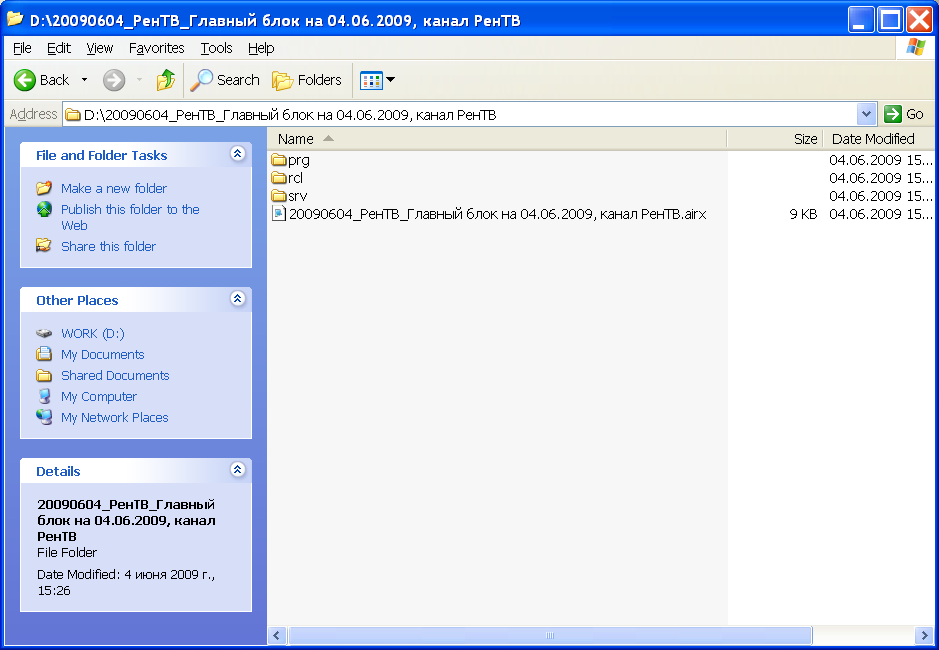 D:\20090604_РенТВ_Главный блок на 04.06.2009, канал РенТВ
File Edit View Favorites Tools Help
Back Search Folders
Address D:\20090604_РенТВ_Главный блок на 04.06.2009, канал РенТВ Go
File and Folder Tasks
Make a new folder
Publish this folder to the
Web
Share this folder
Other Places
WORK (D:)
My Documents
Shared Documents
My Computer
My Network Places
Details
20090604_РенТВ_Главный
блок на 04.06.2009, канал
РенТВ
File Folder
Date Modified: 4 июня 2009 г.,
15:26
Name Size Date Modified
prg 04.06.2009 15...
rcl 04.06.2009 15...
srv 04.06.2009 15...
20090604_РенТВ_Главный блок на 04.06.2009, канал РенТВ.airx 9 KB 04.06.2009 15...